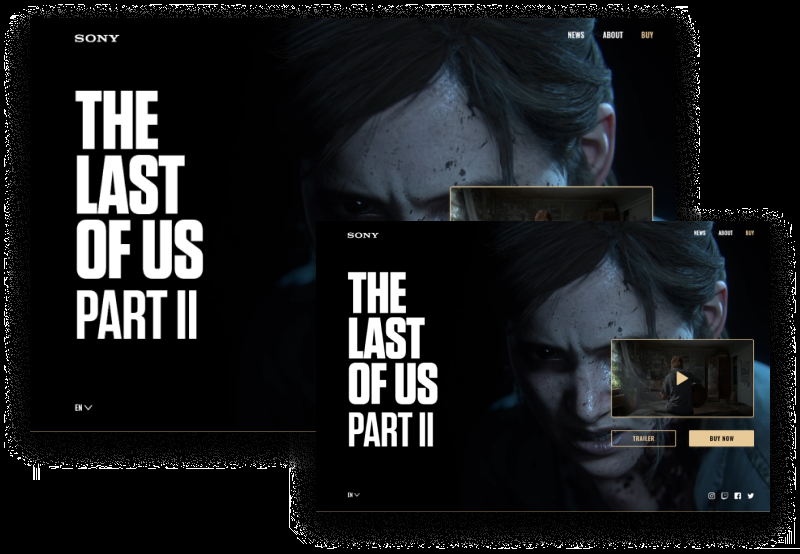 SONY
NEWS ABOUT BUY
THE
LAST
OF US
PART II
EN
SONY
NEWS ABOUT BUY
THE
LAST
OF US
PART II
TRAILER BUY NOW
EN